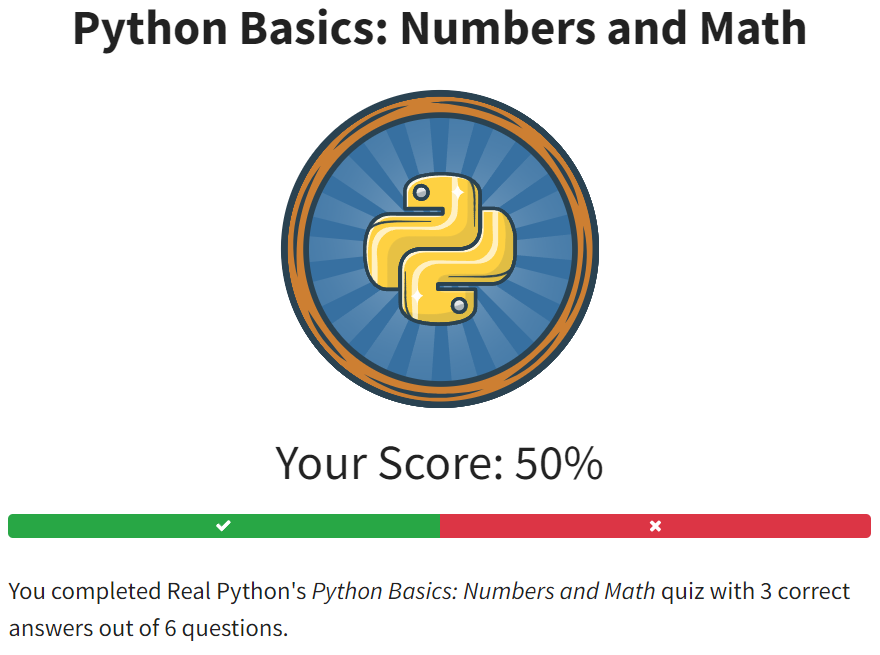 Python Basics: Numbers and Math
Your Score: 50%
You completed Real Python's Python Basics: Numbers and Math quiz with 3 correct
answers out of 6 questions.